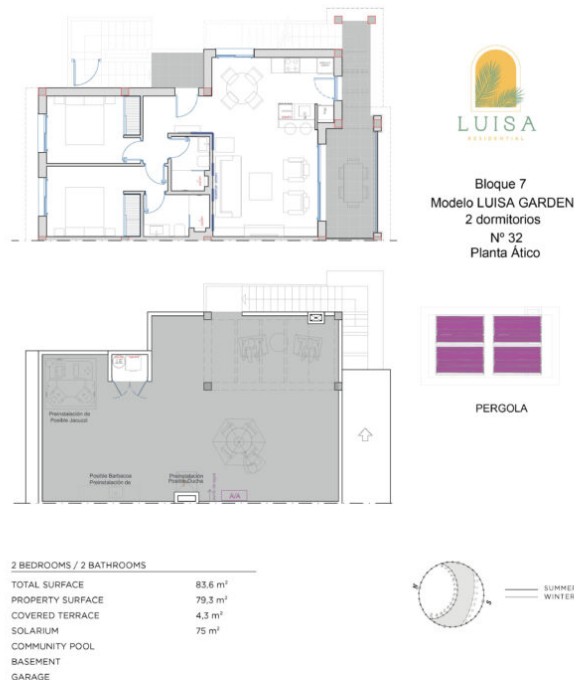 LUISA
RESIDENTIAL
Bloque 7
Modelo LUISA GARDEN
2 dormitorios
Nº 32
Planta Ático
PERGOLA
Preinstalación de
Posible Jacuzzi
Posible Barbacoa
Preinstalación de
Preinstalación
Posible Ducha
A/A
2 BEDROOMS / 2 BATHROOMS
TOTAL SURFACE 83,6 m²
PROPERTY SURFACE 79,3 m²
COVERED TERRACE 4,3 m²
SOLARIUM 75 m²
COMMUNITY POOL
BASEMENT
GARAGE
SUMMER
WINTER